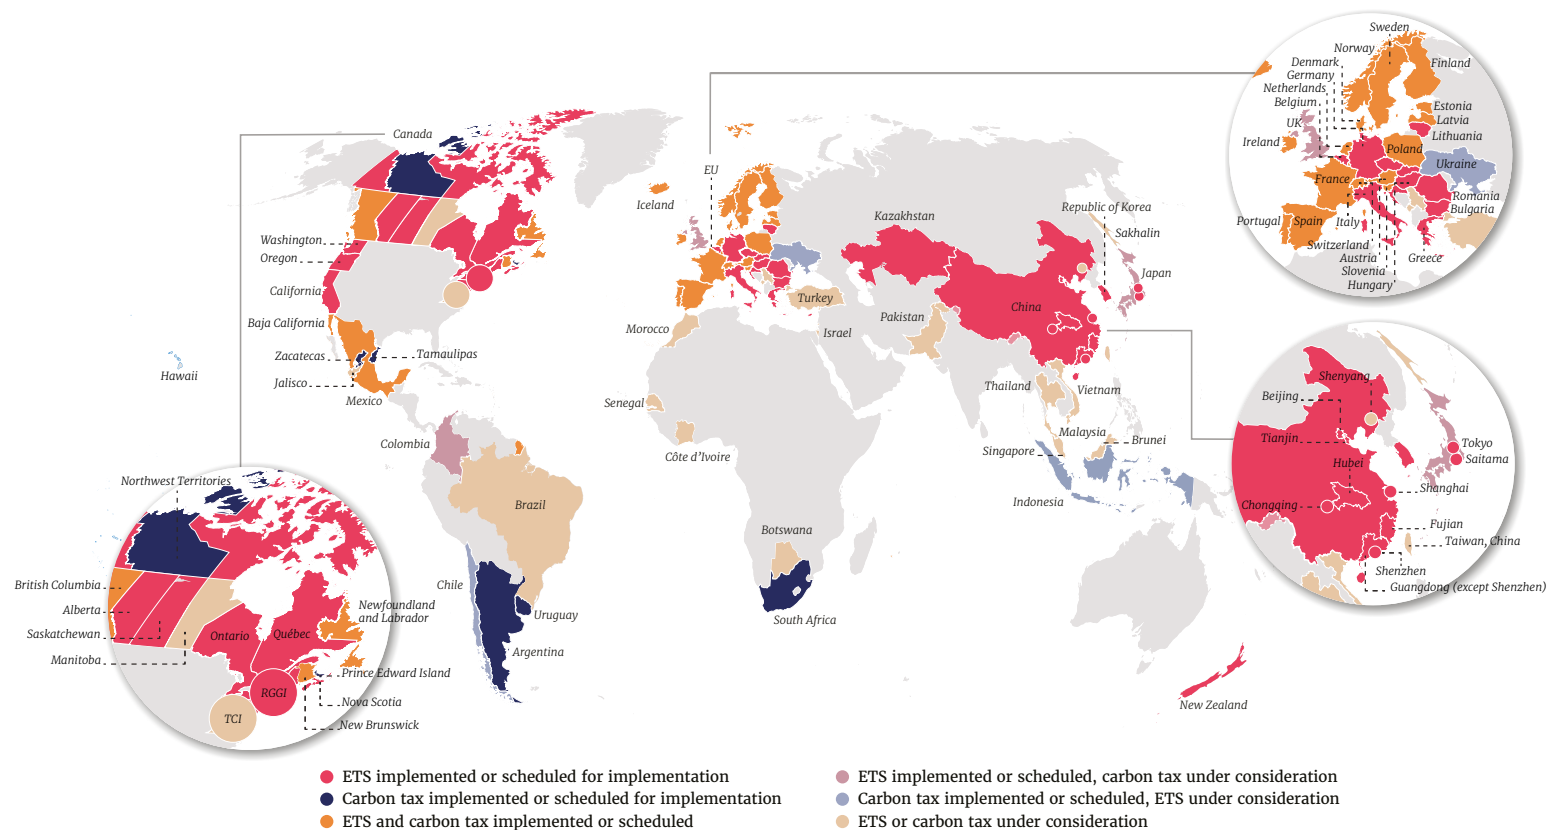 Canada
Washington
Oregon
California
Baja California
Zacatecas
Tamaulipas
Jalisco
Mexico
Hawaii
Colombia
Brazil
Chile
Uruguay
Argentina
Iceland
EU
Kazakhstan
Republic of Korea
Sakhalin
Japan
China
Turkey
Pakistan
Morocco
Israel
Thailand
Vietnam
Senegal
Malaysia
Brunei
Singapore
Côte d’Ivoire
Indonesia
Botswana
South Africa
New Zealand
Sweden
Norway
Denmark
Finland
Germany
Netherlands
Belgium
Estonia
Latvia
UK
Lithuania
Ireland
Poland
Ukraine
France
Romania
Bulgaria
Portugal
Spain
Italy
Switzerland
Austria
Greece
Slovenia
Hungary
Shenyang
Beijing
Tianjin
Tokyo
Saitama
Hubei
Shanghai
Chongqing
Fujian
Taiwan, China
Shenzhen
Guangdong (except Shenzhen)
Northwest Territories
British Columbia
Alberta
Newfoundland
and Labrador
Saskatchewan
Ontario
Québec
Manitoba
Prince Edward Island
RGGI
Nova Scotia
TCI
New Brunswick
ETS implemented or scheduled for implementation
Carbon tax implemented or scheduled for implementation
ETS and carbon tax implemented or scheduled
ETS implemented or scheduled, carbon tax under consideration
Carbon tax implemented or scheduled, ETS under consideration
ETS or carbon tax under consideration